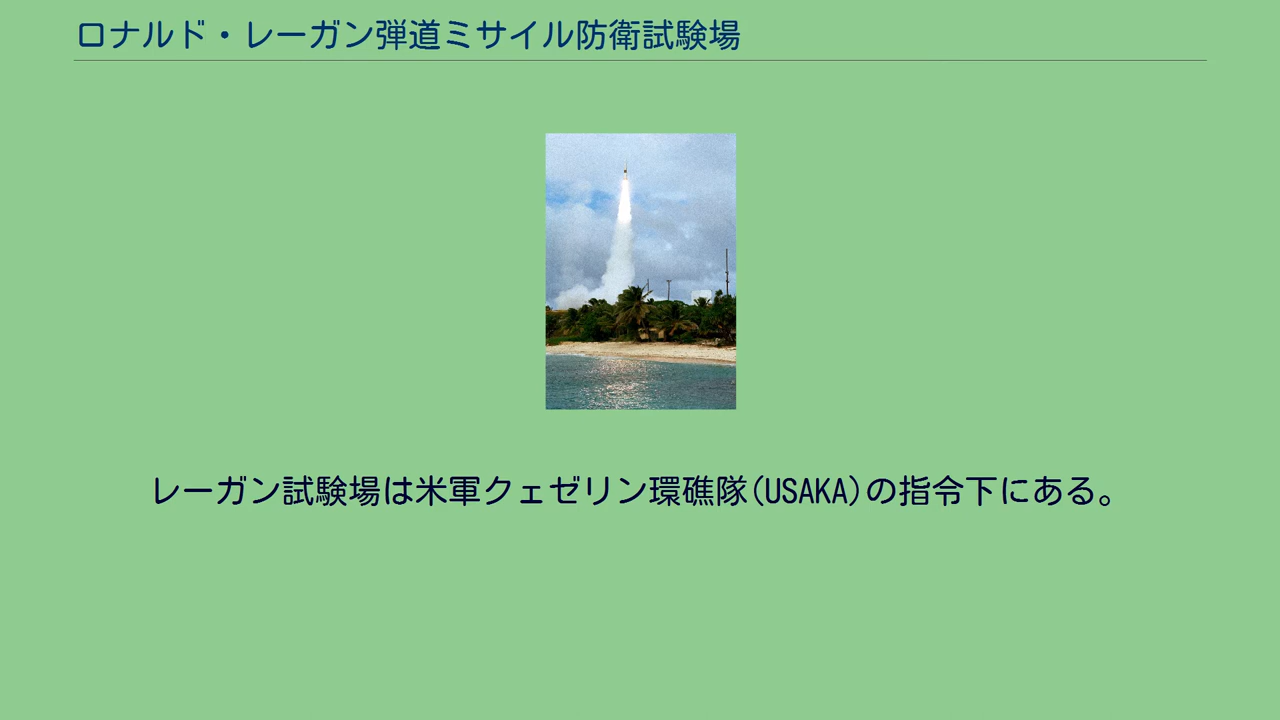 ロナルド・レーガン弾道ミサイル防衛試験場
レーガン試験場は米軍クェゼリン環礁隊(USAKA)の指令下にある。